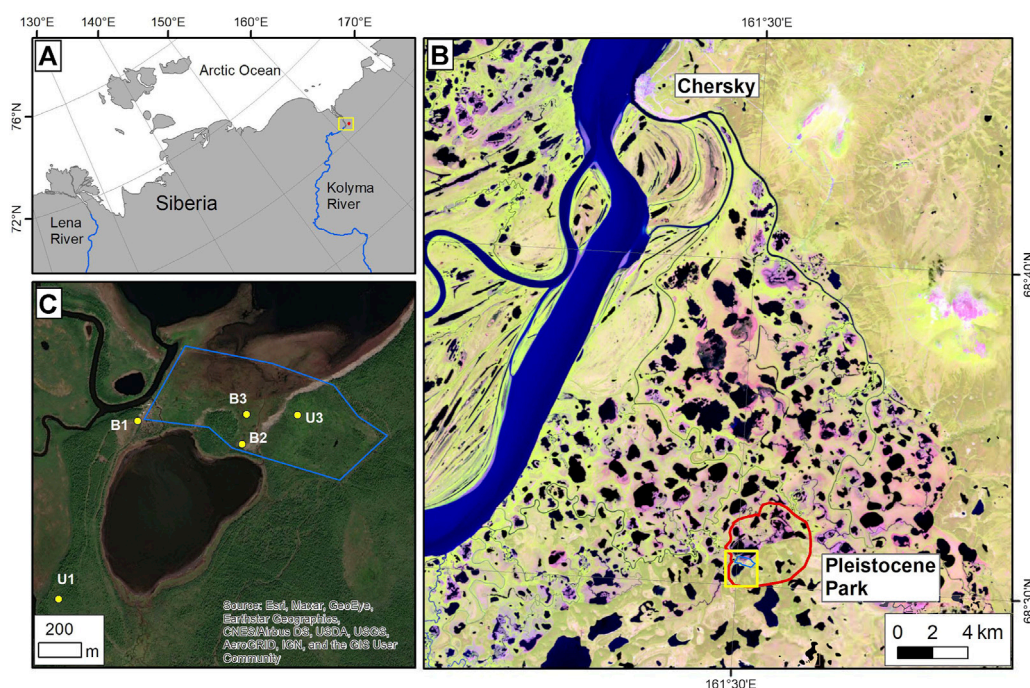 130°E
140°E
150°E
160°E
170°E
A
Arctic Ocean
76°N
72°N
Siberia
Kolyma
River
Lena
River
161°30'E
B
Chersky
68°40'N
68°30'N
Pleistocene
Park
0 2 4 km
161°30'E
C
B3
U3
B1
B2
U1
200
m
Source: Esri, Maxar, GeoEye,
Earthstar Geographics,
CNES/Airbus DS, USDA, USGS,
AeroGRID, IGN, and the GIS User
Community